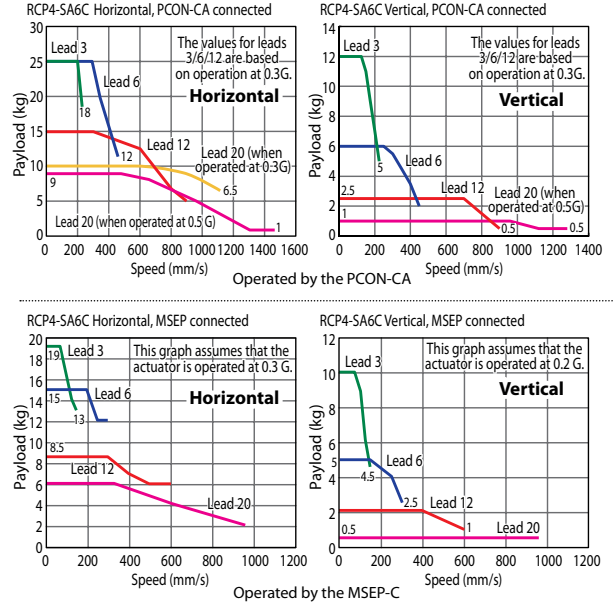 RCP4-SA6C Horizontal, PCON-CA connected
Payload (kg)
30
25
20
15
10
5
0
The values for leads
3/6/12 are based
on operation at 0.3G.
Horizontal
Lead 3
Lead 6
18
12
Lead 12
Lead 20 (when
operated at 0.3G)
6.5
9
Lead 20 (when operated at 0.5 G)
1
0 200 400 600 800 1000 1200 1400 1600
Speed (mm/s)
RCP4-SA6C Vertical, PCON-CA connected
Payload (kg)
14
12
10
8
6
4
2
0
Lead 3
The values for leads
3/6/12 are based
on operation at 0.3G.
Vertical
5
Lead 6
2.5
Lead 12
Lead 20 (when
operated at 0.5G)
1
0.5
0.5
0 200 400 600 800 1000 1200 1400
Speed (mm/s)
Operated by the PCON-CA
RCP4-SA6C Horizontal, MSEP connected
Payload (kg)
20
18
16
14
12
10
8
6
4
2
0
19
Lead 3
This graph assumes that the
actuator is operated at 0.3 G.
Horizontal
15
Lead 6
13
8.5
Lead 12
Lead 20
0 200 400 600 800 1000 1200
Speed (mm/s)
RCP4-SA6C Vertical, MSEP connected
Payload (kg)
12
10
8
6
5
4
2
0
Lead 3
This graph assumes that the
actuator is operated at 0.2 G.
Vertical
4.5
Lead 6
2.5
Lead 12
1
0.5
Lead 20
0 200 400 600 800 1000 1200
Speed (mm/s)
Operated by the MSEP-C